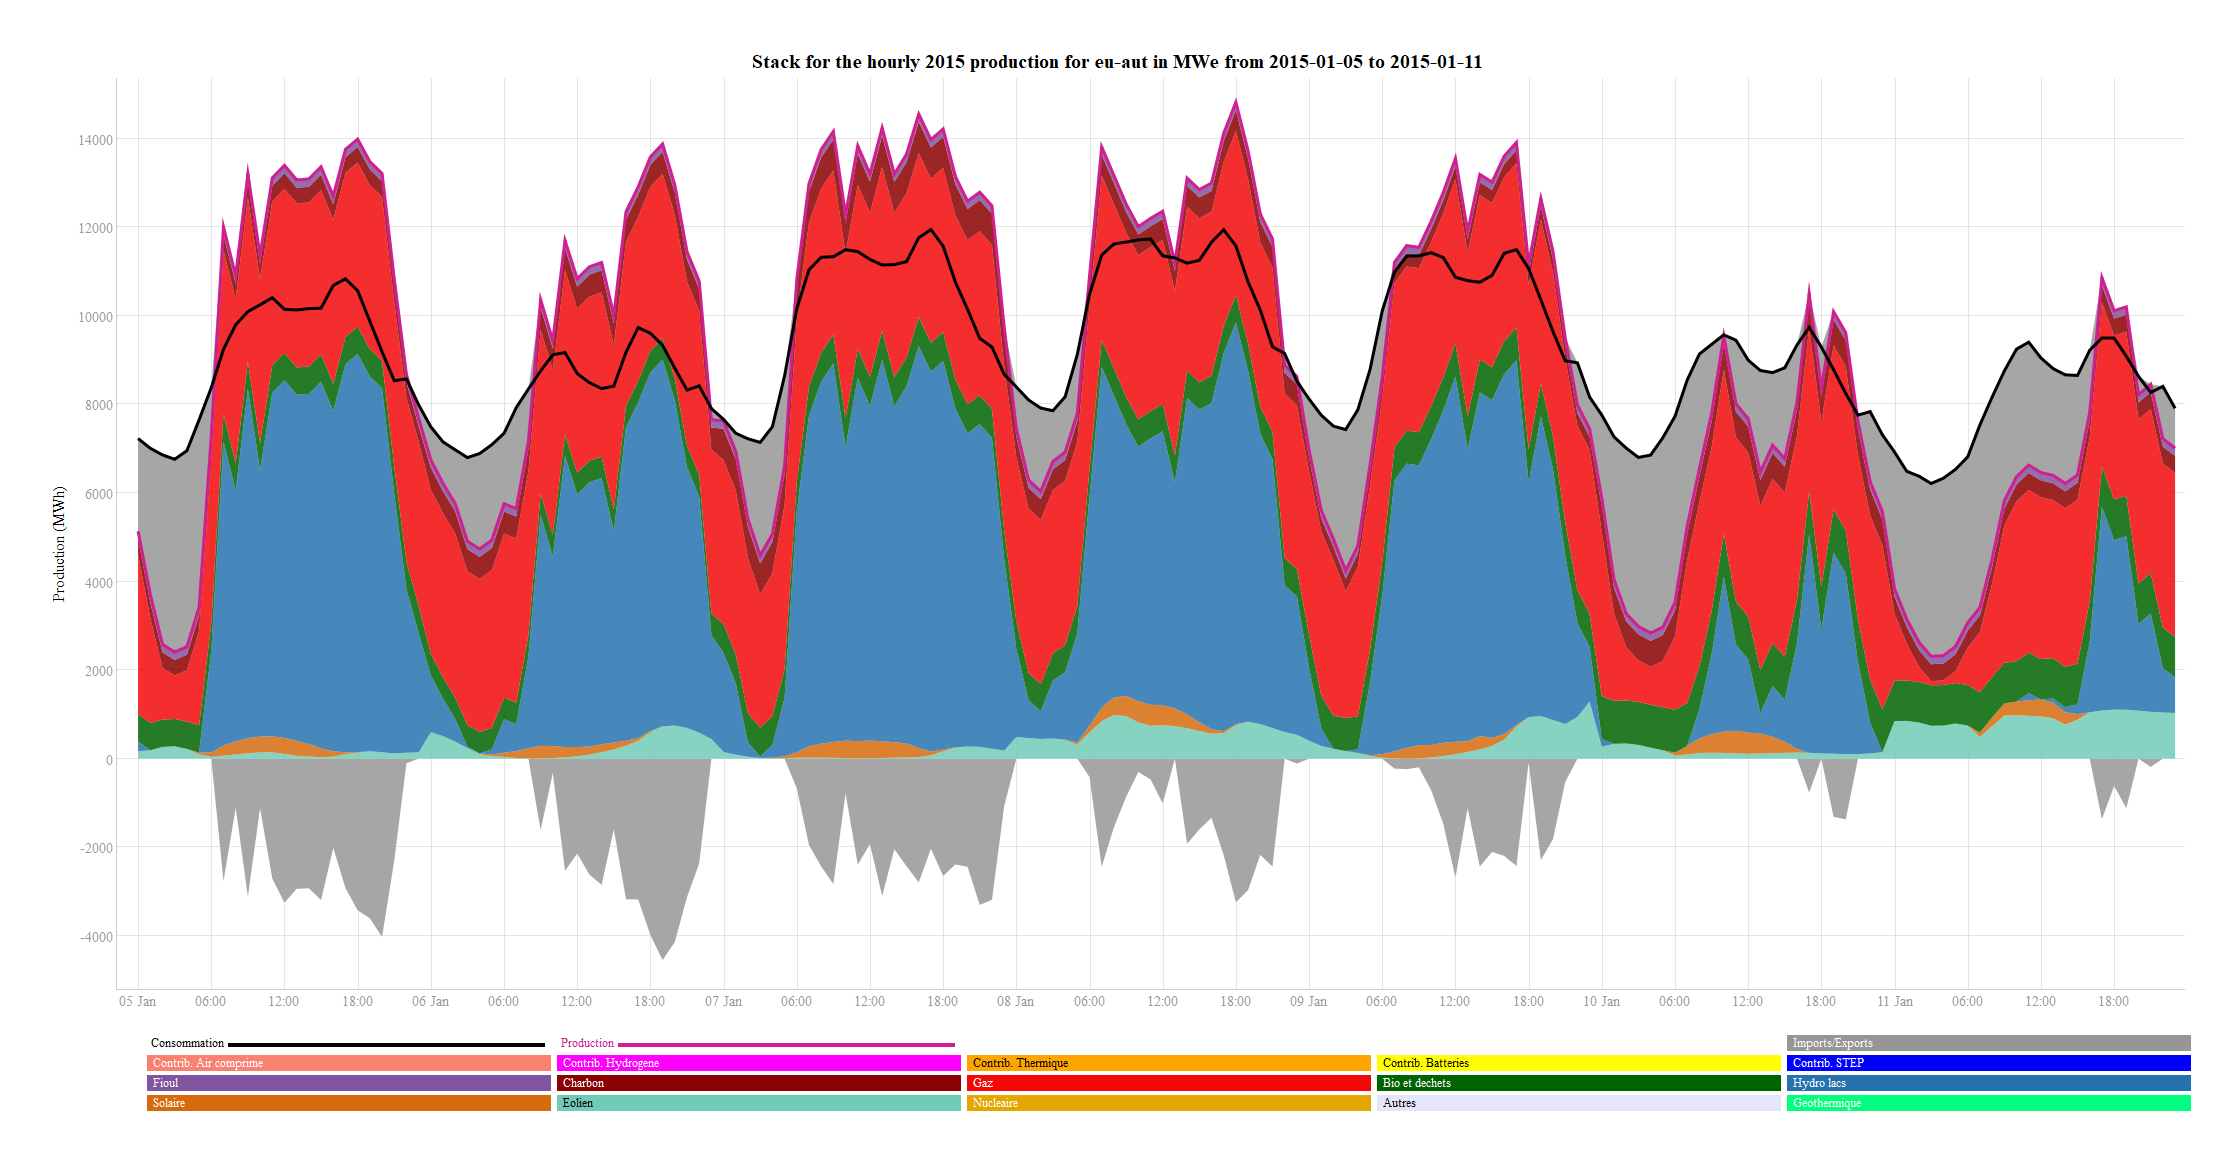 Stack for the hourly 2015 production for eu-aut in MWe from 2015-01-05 to 2015-01-11
Production (MWh)
14000
12000
10000
8000
6000
4000
2000
0
-2000
-4000
05 Jan 06:00 12:00 18:00 06 Jan 06:00 12:00 18:00 07 Jan 06:00 12:00 18:00 08 Jan 06:00 12:00 18:00 09 Jan 06:00 12:00 18:00 10 Jan 06:00 12:00 18:00 11 Jan 06:00 12:00 18:00
Consommation Production Imports/Exports
Contrib. Air comprime Contrib. Hydrogene Contrib. Thermique Contrib. Batteries Contrib. STEP
Fioul Charbon Gaz Bio et dechets Hydro lacs
Solaire Eolien Nucleaire Autres Geothermique